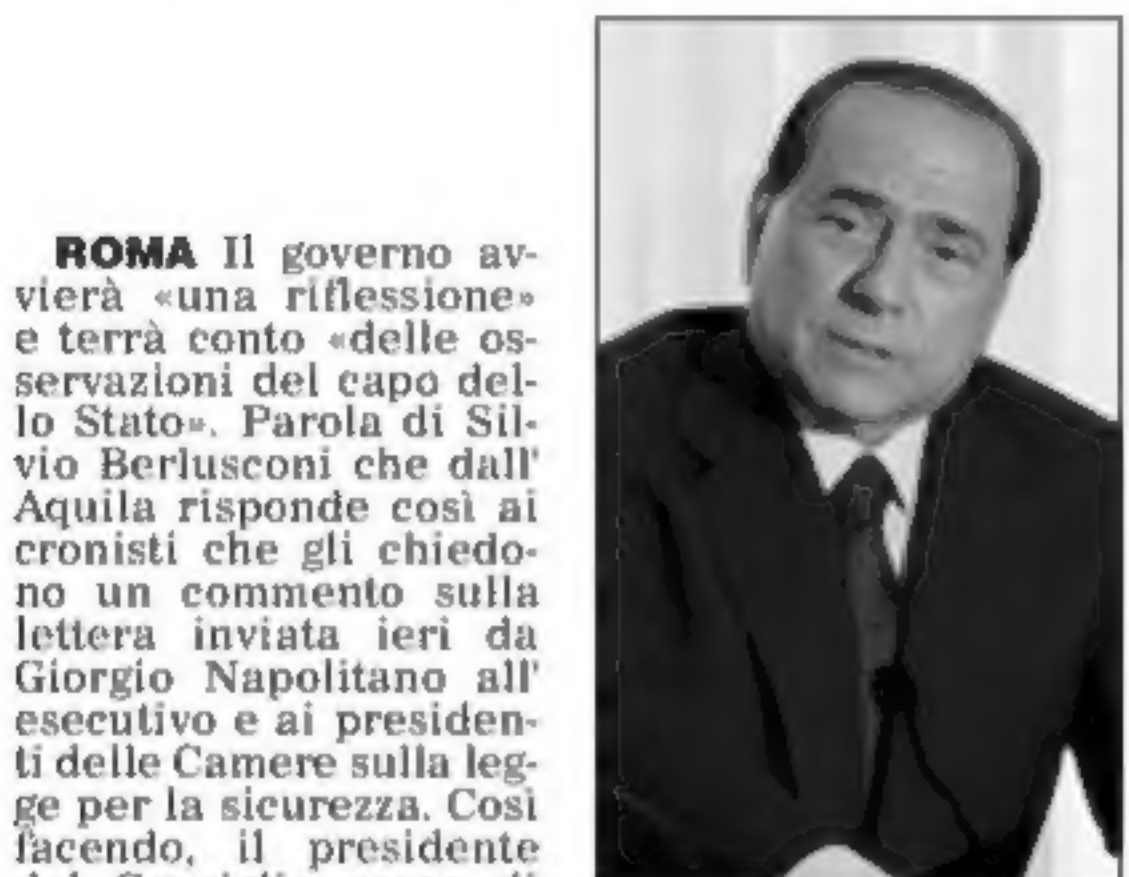 ROMA Il governo av-
vierà «una riflessione»
e terrà conto «delle os-
servazioni del capo del-
lo Stato». Parola di Sil-
vio Berlusconi che dall'
Aquila risponde così ai
cronisti che gli chiedo-
no un commento sulla
lettera inviata ieri da
Giorgio Napolitano all'
esecutivo e ai presiden-
ti delle Camere sulla leg-
ge per la sicurezza. Così
facendo, il presidente